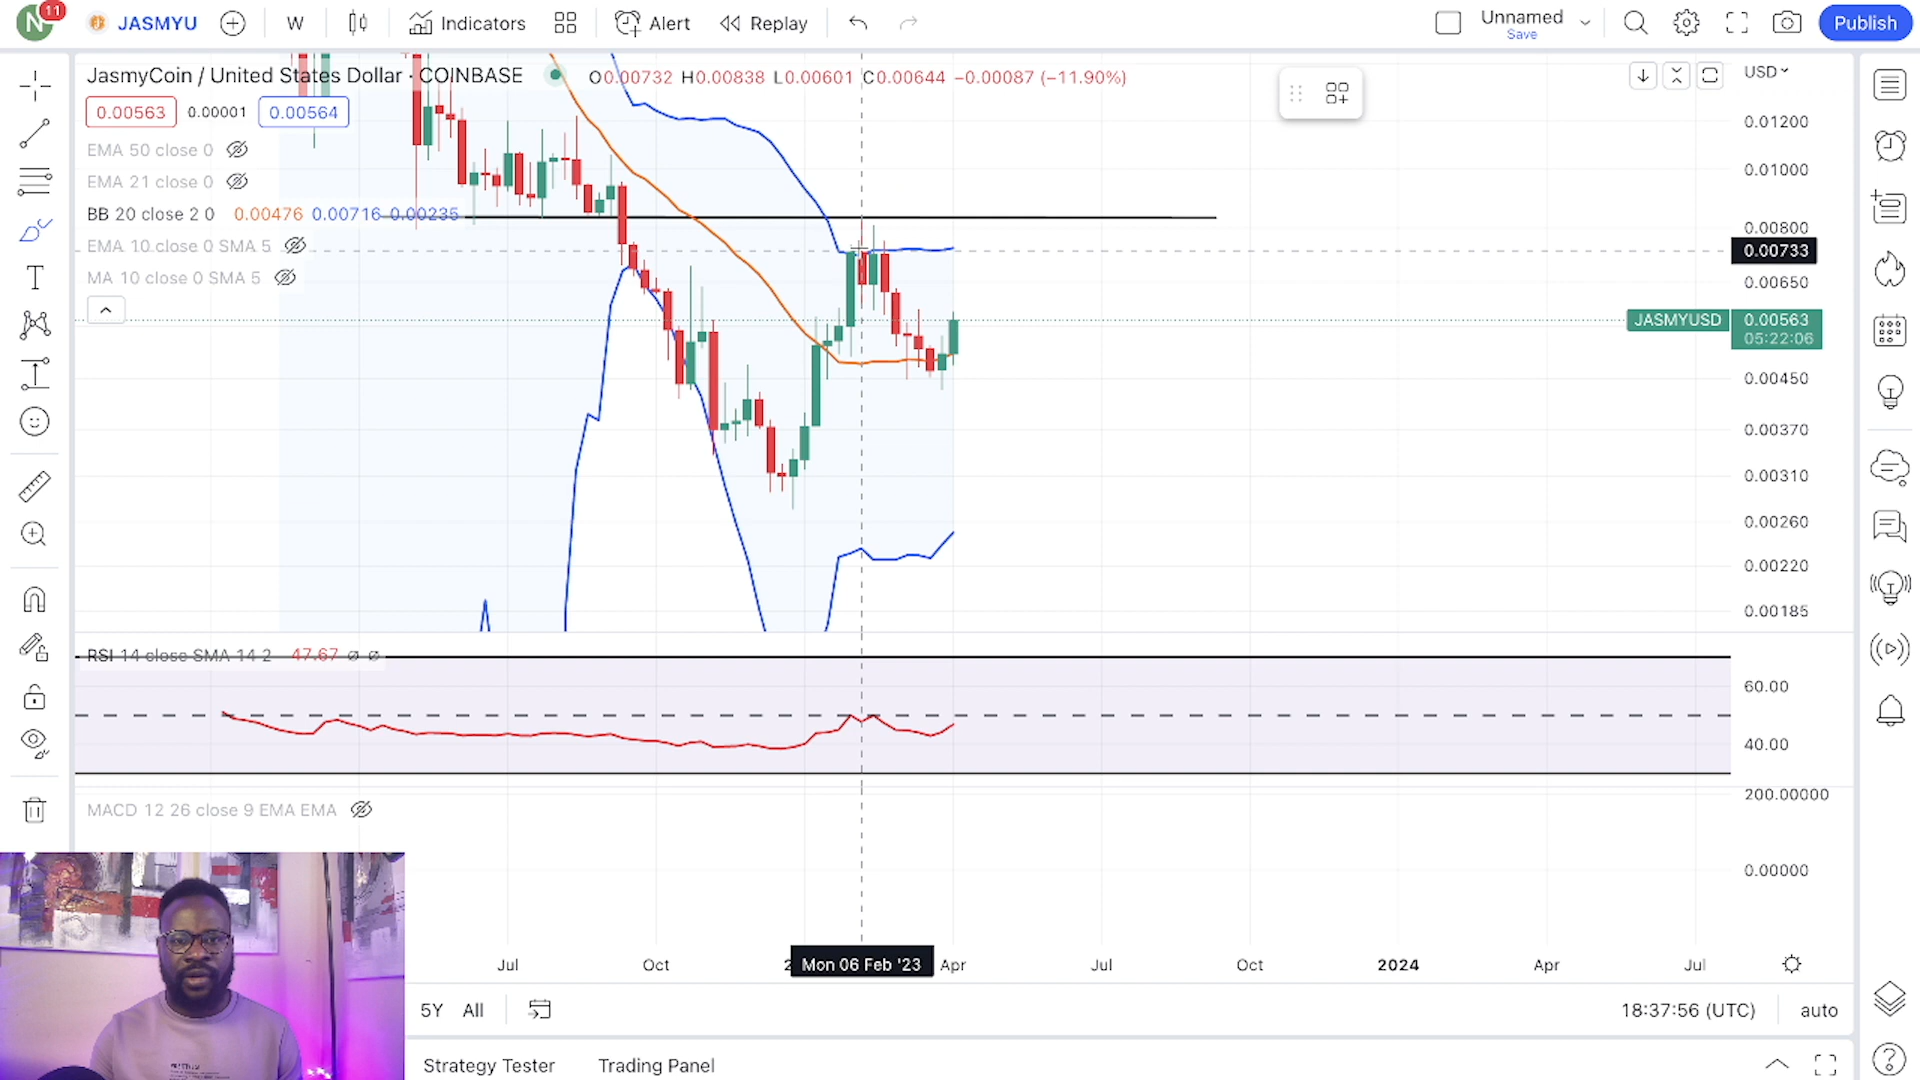 N 11 JASMYU W Indicators Alert Replay Unnamed Save Publish
JasmyCoin / United States Dollar · COINBASE O0.00732 H0.00838 L0.00601 C0.00644 −0.00087 (−11.90%)
USD
0.00563 0.00001 0.00564
EMA 50 close 0
EMA 21 close 0
BB 20 close 2 0 0.00476 0.00716 0.00235
EMA 10 close 0 SMA 5
MA 10 close 0 SMA 5
0.01200
0.01000
0.00800
0.00733
0.00650
JASMYUSD 0.00563
05:22:06
0.00450
0.00370
0.00310
0.00260
0.00220
0.00185
RSI 14 close SMA 14 2 47.67 ∅ ∅
60.00
40.00
MACD 12 26 close 9 EMA EMA
200.00000
0.00000
Jul Oct 2 Mon 06 Feb '23 Apr Jul Oct 2024 Apr Jul
5Y All 18:37:56 (UTC) auto
Strategy Tester Trading Panel